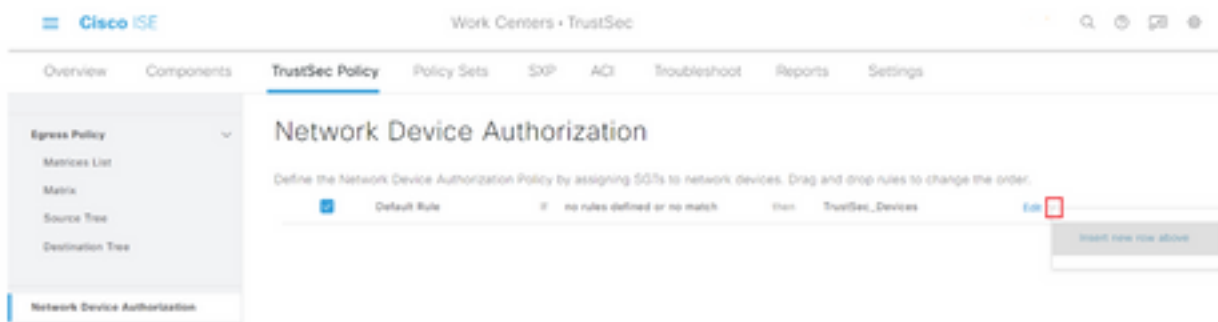 Cisco ISE
Work Centers · TrustSec
Overview Components TrustSec Policy Policy Sets SXP ACI Troubleshoot Reports Settings
Egress Policy
Matrices List
Matrix
Source Tree
Destination Tree
Network Device Authorization
Network Device Authorization
Define the Network Device Authorization Policy by assigning SGTs to network devices. Drag and drop rules to change the order.
Default Rule If no rules defined or no match then TrustSec_Devices Edit
Insert new row above